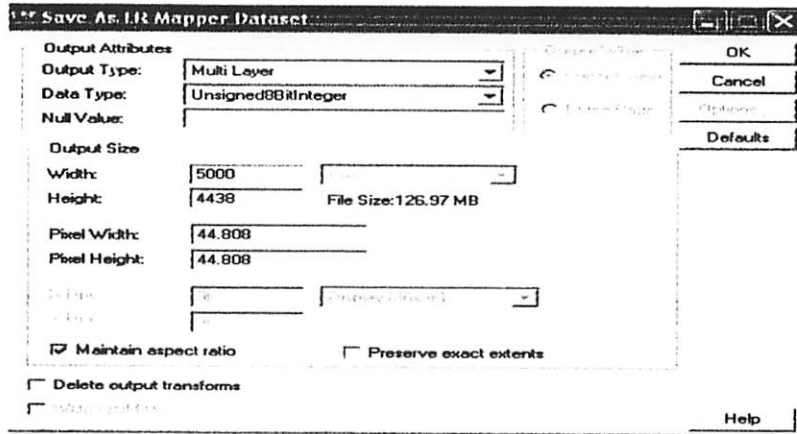 Save As ER Mapper Dataset
Output Attributes
Output Type: Multi Layer
Data Type: Unsigned8BitInteger
Null Value:
OK
Cancel
Options
Defaults
Output Size
Width: 5000
Height: 4438 File Size:126.97 MB
Pixel Width: 44.808
Pixel Height: 44.808
Maintain aspect ratio Preserve exact extents
Delete output transforms
Help